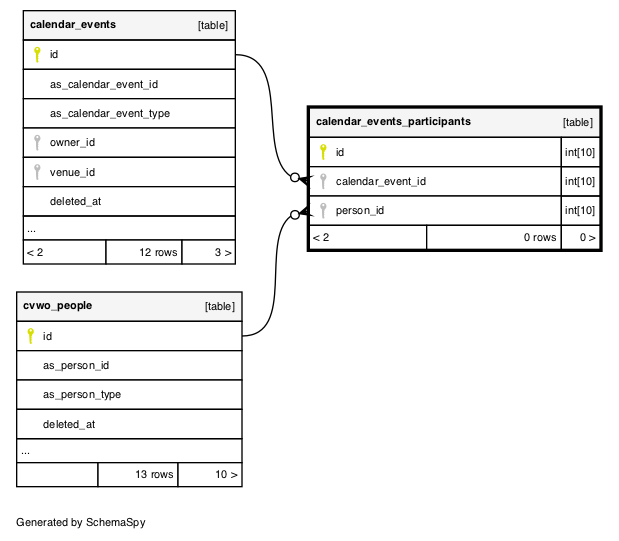 calendar_events [table]
id
as_calendar_event_id
as_calendar_event_type
owner_id
venue_id
deleted_at
...
< 2 12 rows 3 >
calendar_events_participants [table]
id int[10]
calendar_event_id int[10]
person_id int[10]
< 2 0 rows 0 >
cvwo_people [table]
id
as_person_id
as_person_type
deleted_at
...
13 rows 10 >
Generated by SchemaSpy